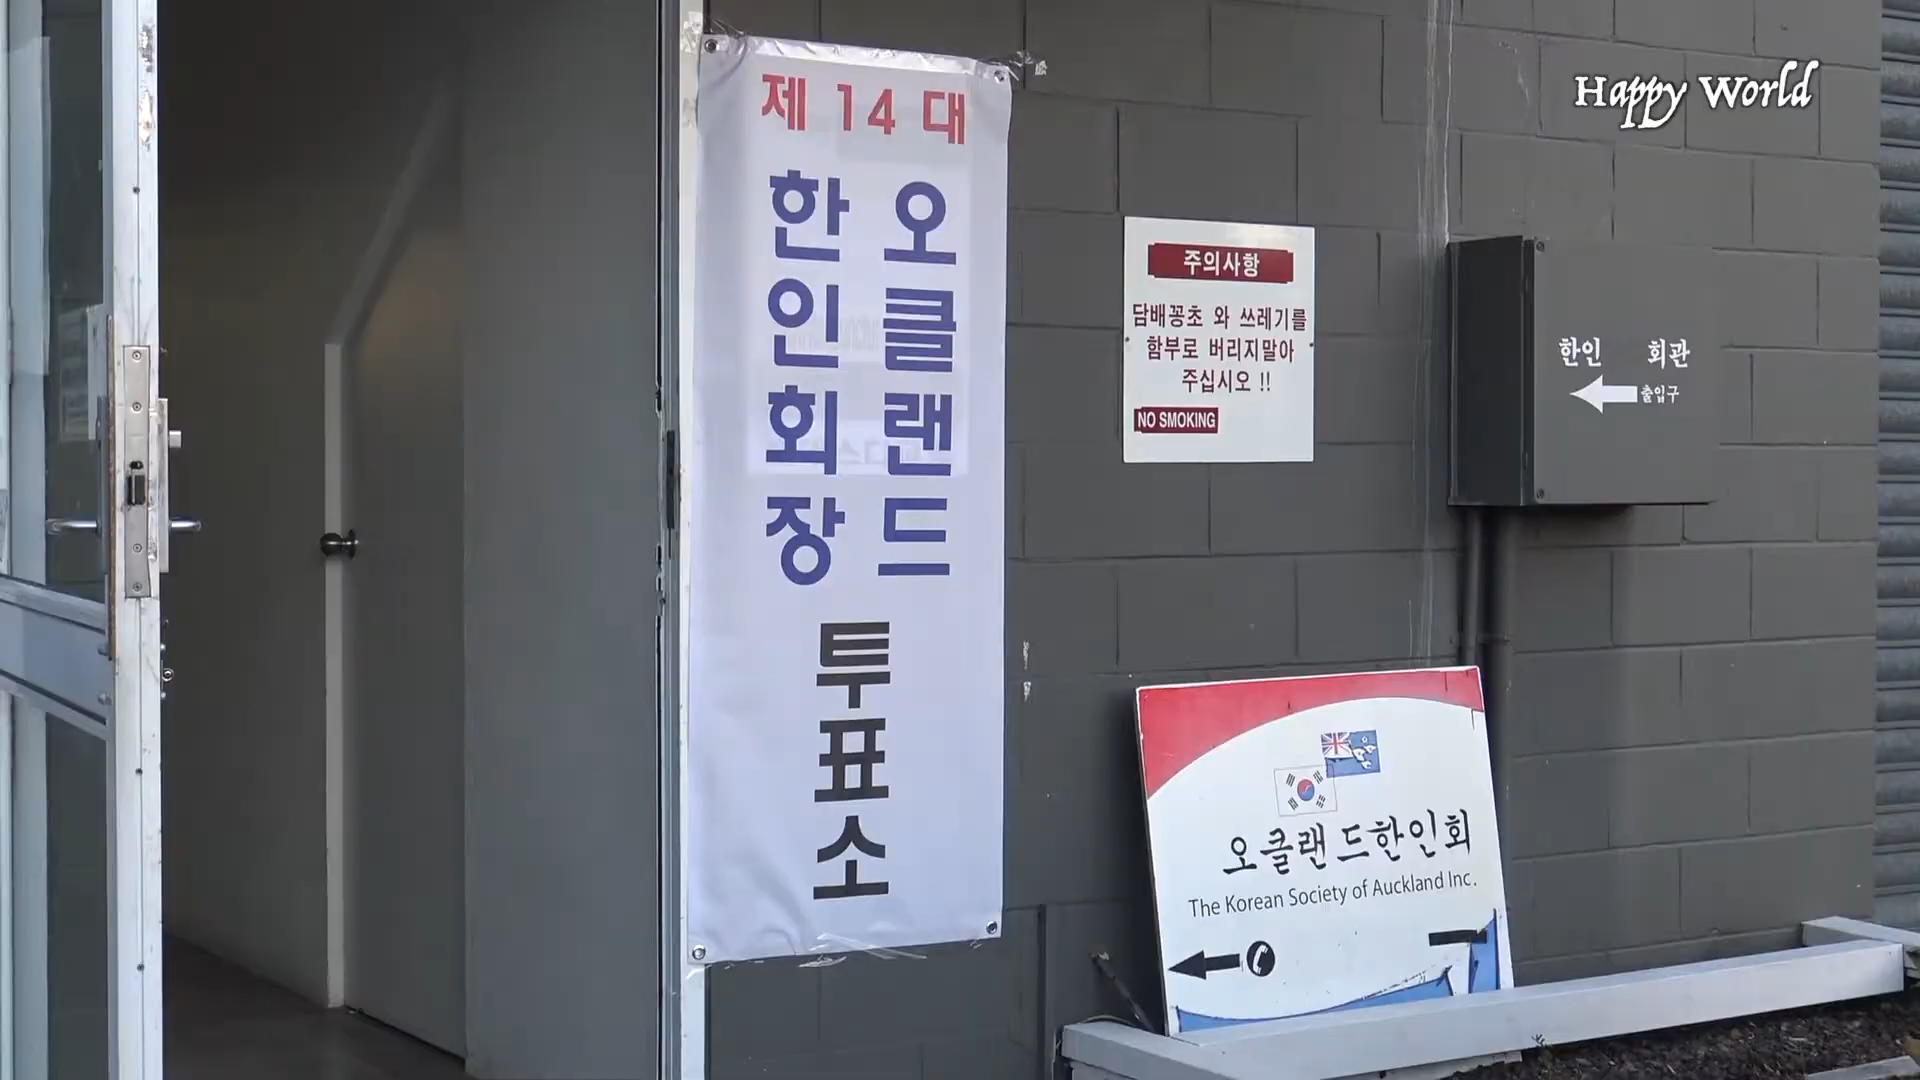 Happy World
제 14 대
오클랜드
한인회장
투표소
주의사항
담배꽁초 와 쓰레기를
함부로 버리지말아
주십시오 !!
NO SMOKING
한인 회관
출입구
오클랜드한인회
The Korean Society of Auckland Inc.